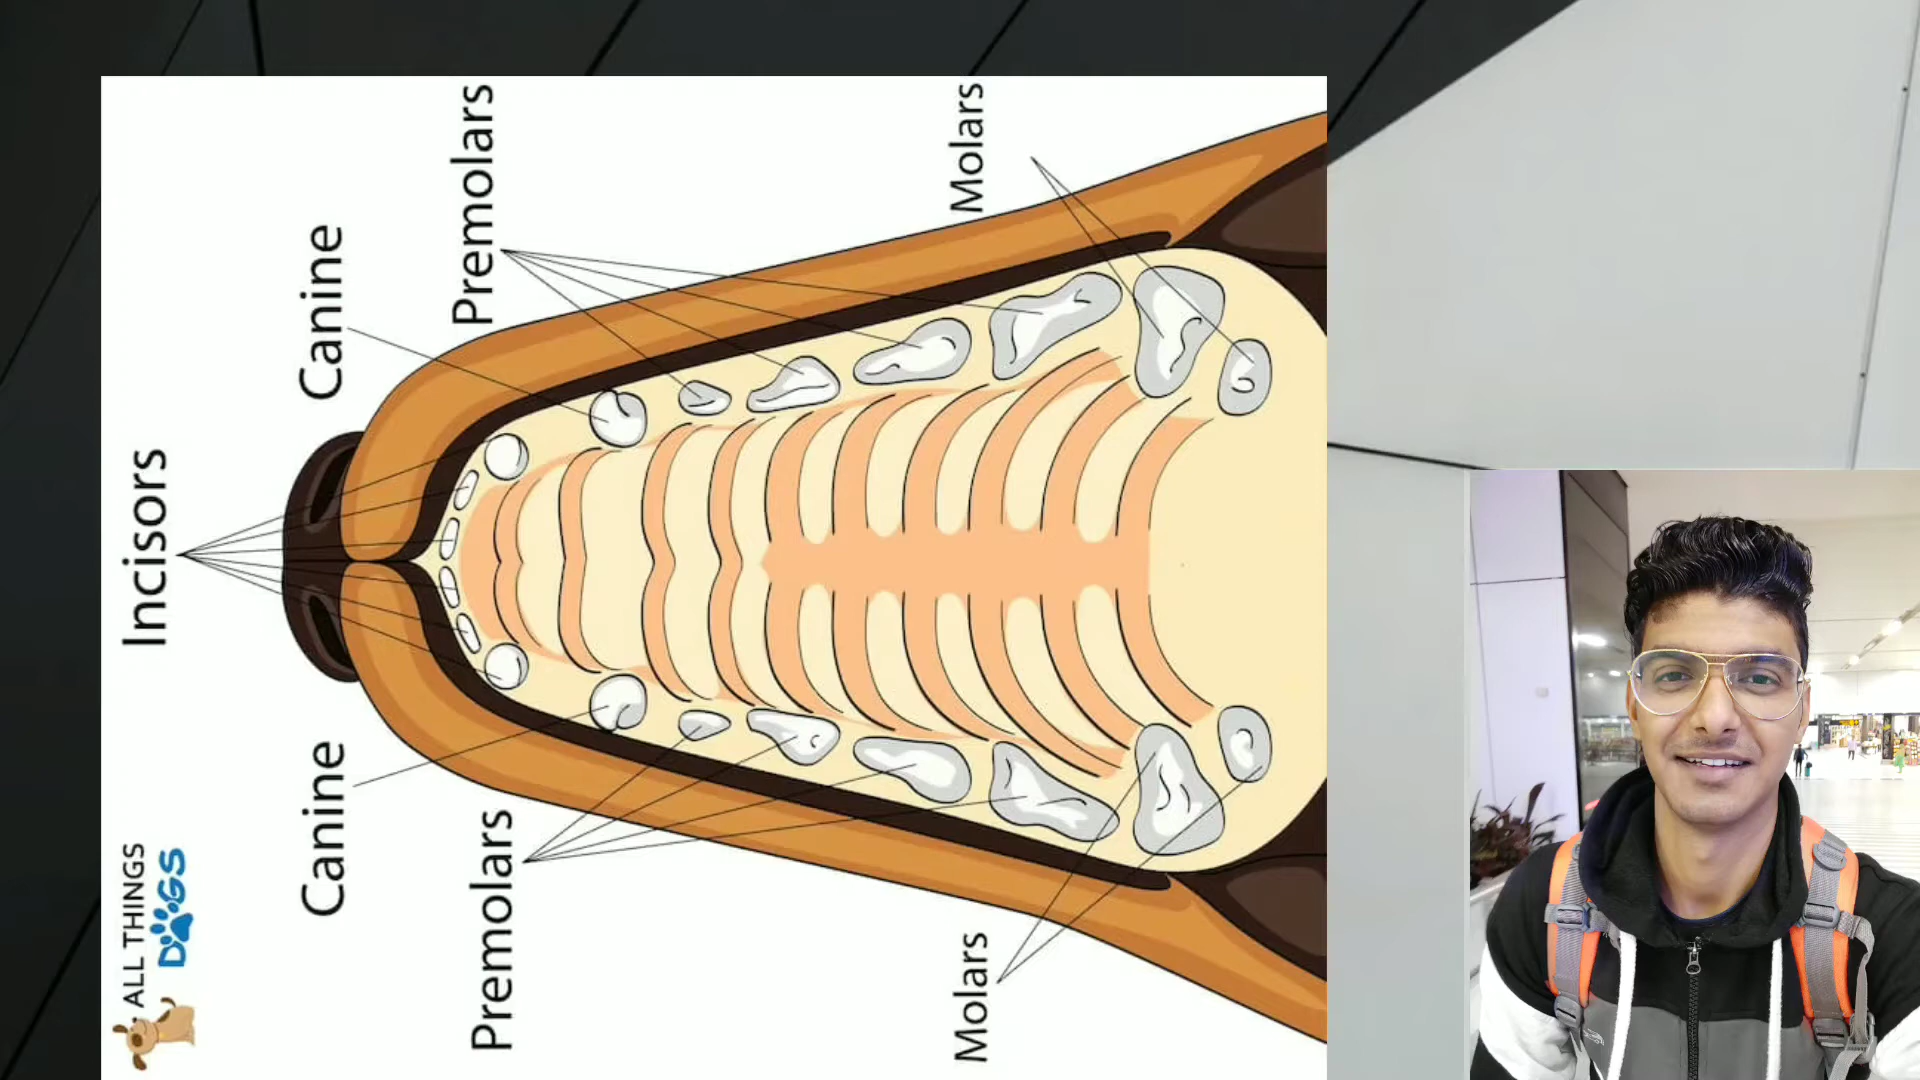 Incisors
Canine
Premolars
Molars
Canine
Premolars
Molars
ALL THINGS
DOGS